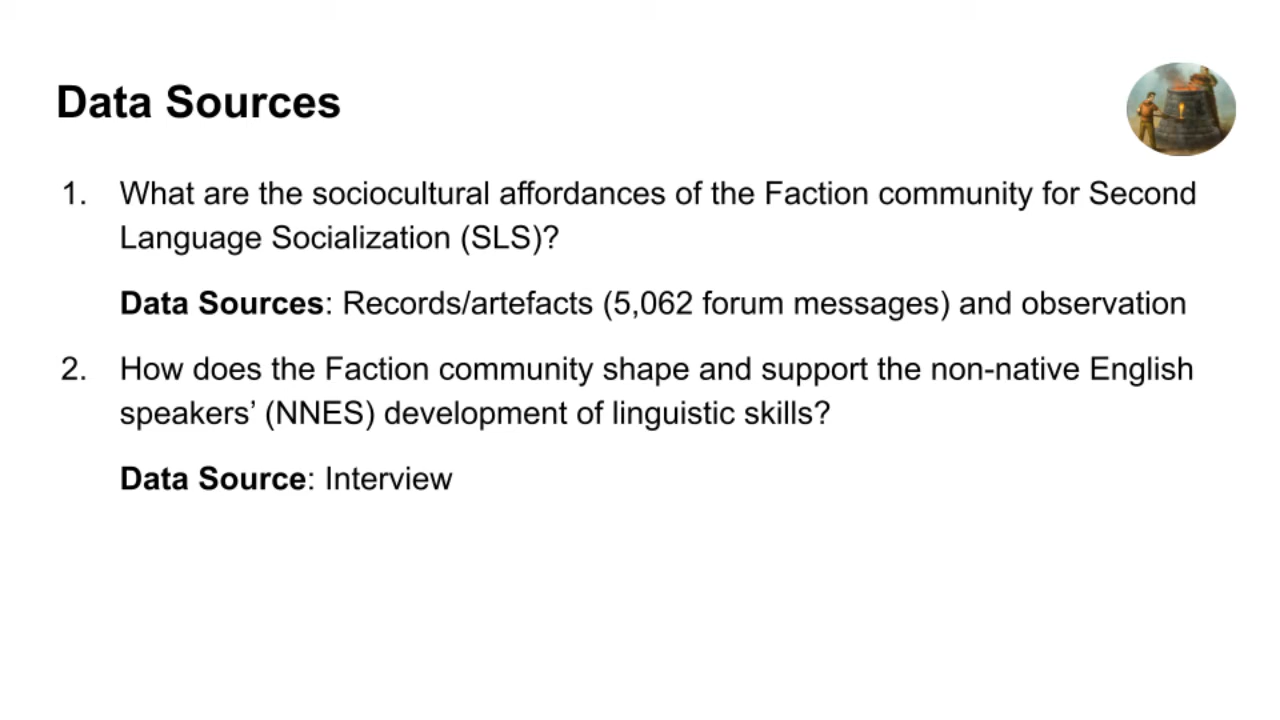 Data Sources
1. What are the sociocultural affordances of the Faction community for Second
Language Socialization (SLS)?
Data Sources: Records/artefacts (5,062 forum messages) and observation
2. How does the Faction community shape and support the non-native English
speakers’ (NNES) development of linguistic skills?
Data Source: Interview